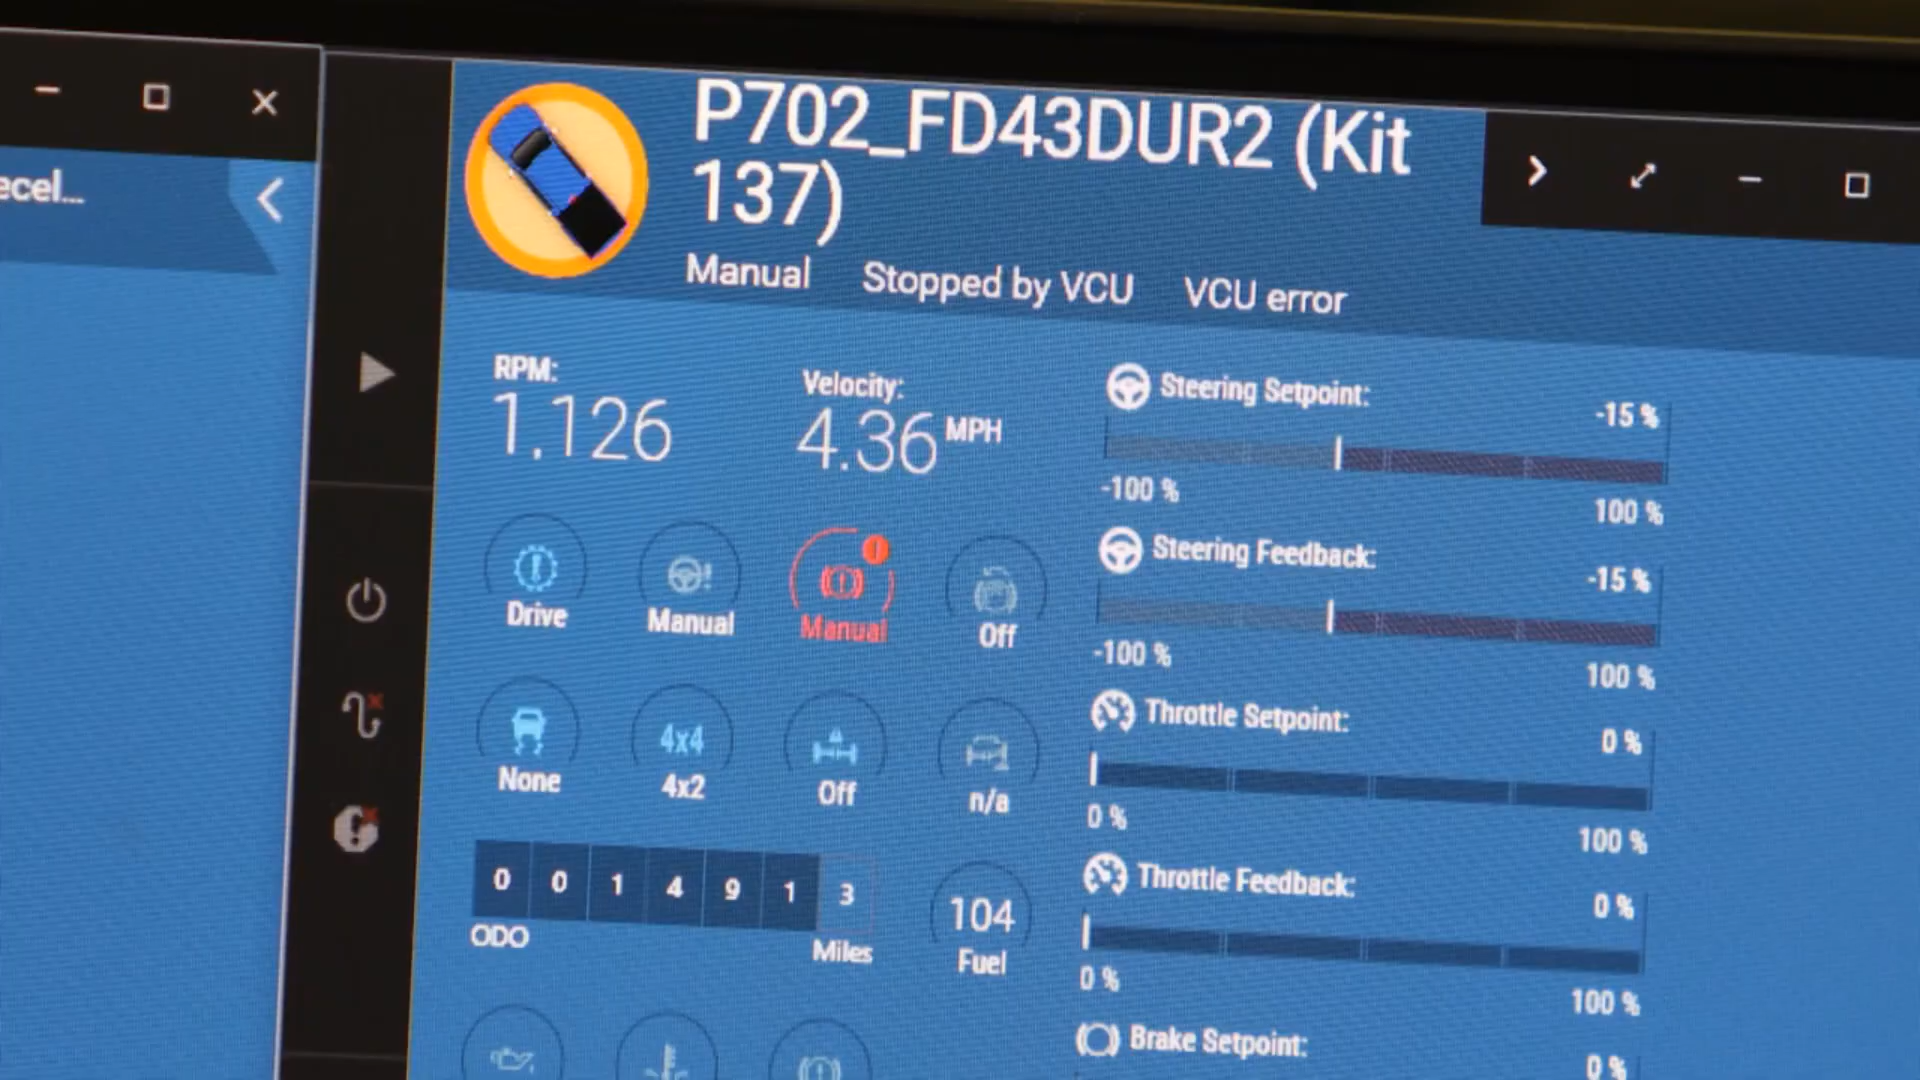 ecel...
P702_FD43DUR2 (Kit
137)
Manual Stopped by VCU VCU error
RPM:
1,126
Velocity:
4.36 MPH
Drive Manual Manual Off
None 4x4 4x2 Off n/a
0 0 1 4 9 1 3
ODO Miles
104
Fuel
Steering Setpoint:
-15 %
-100 % 100 %
Steering Feedback:
-15 %
-100 % 100 %
Throttle Setpoint:
0 %
0 % 100 %
Throttle Feedback:
0 %
0 % 100 %
Brake Setpoint:
0 %